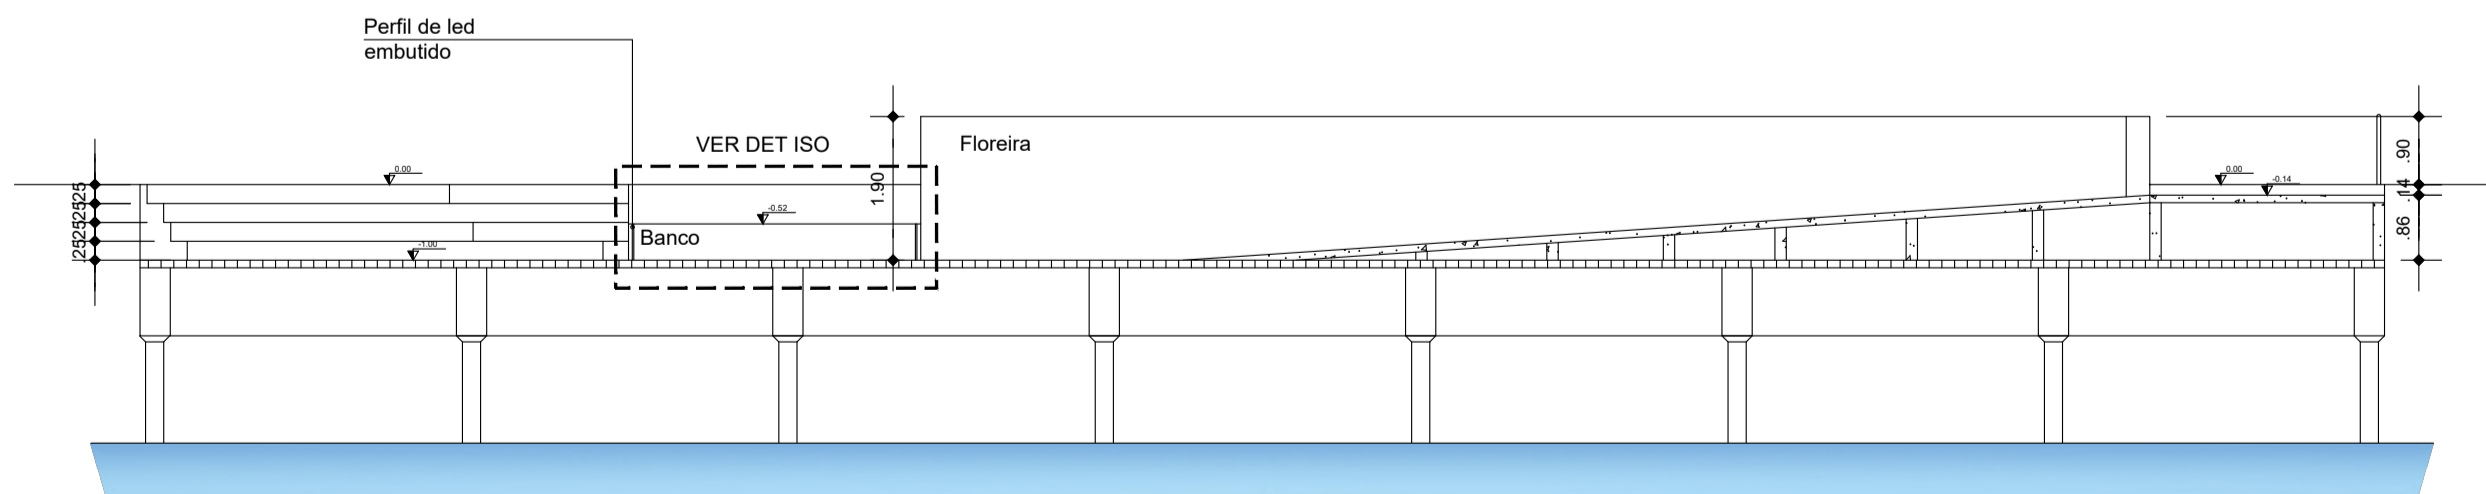 Perfil de led
embutido
VER DET ISO
Floreira
1.90
.90
0.00
0.00
-0.14
.14
.25
.25
.25
.25
-0.52
Banco
-1.00
.86